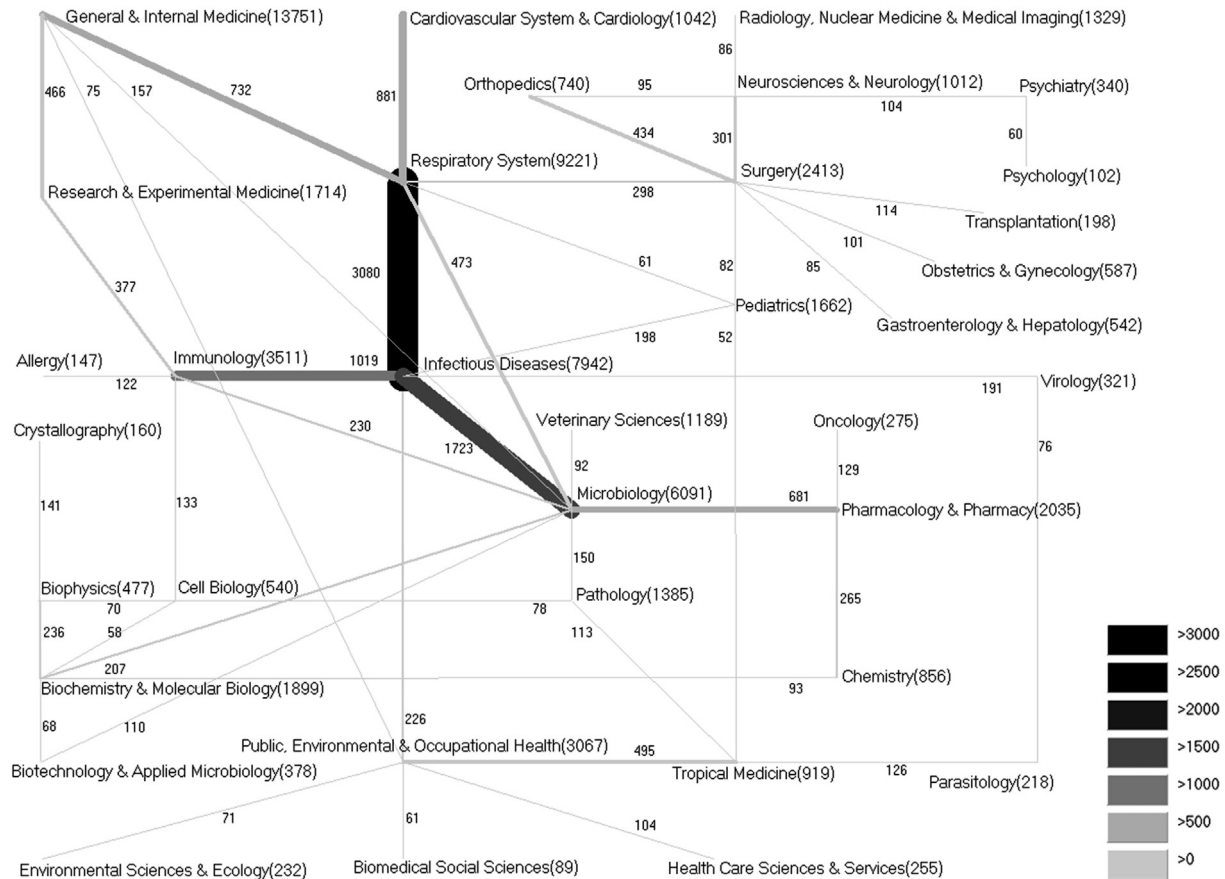 General & Internal Medicine(13751)
Cardiovascular System & Cardiology(1042)
Radiology, Nuclear Medicine & Medical Imaging(1329)
86
Orthopedics(740)
95
Neurosciences & Neurology(1012)
Psychiatry(340)
466
75
157
732
881
104
434
301
60
Respiratory System(9221)
Surgery(2413)
Psychology(102)
Research & Experimental Medicine(1714)
298
114
Transplantation(198)
101
3080
473
61
82
85
Obstetrics & Gynecology(587)
377
Pediatrics(1662)
Gastroenterology & Hepatology(542)
198
52
Allergy(147)
Immunology(3511)
1019
Infectious Diseases(7942)
122
191
Virology(321)
Crystallography(160)
230
1723
Veterinary Sciences(1189)
Oncology(275)
76
92
129
141
133
Microbiology(6091)
681
Pharmacology & Pharmacy(2035)
150
Biophysics(477)
Cell Biology(540)
Pathology(1385)
70
78
265
236
58
113
207
Biochemistry & Molecular Biology(1899)
93
Chemistry(856)
68
110
226
Public, Environmental & Occupational Health(3067)
495
Biotechnology & Applied Microbiology(378)
Tropical Medicine(919)
126
Parasitology(218)
71
61
104
Environmental Sciences & Ecology(232)
Biomedical Social Sciences(89)
Health Care Sciences & Services(255)
>3000
>2500
>2000
>1500
>1000
>500
>0